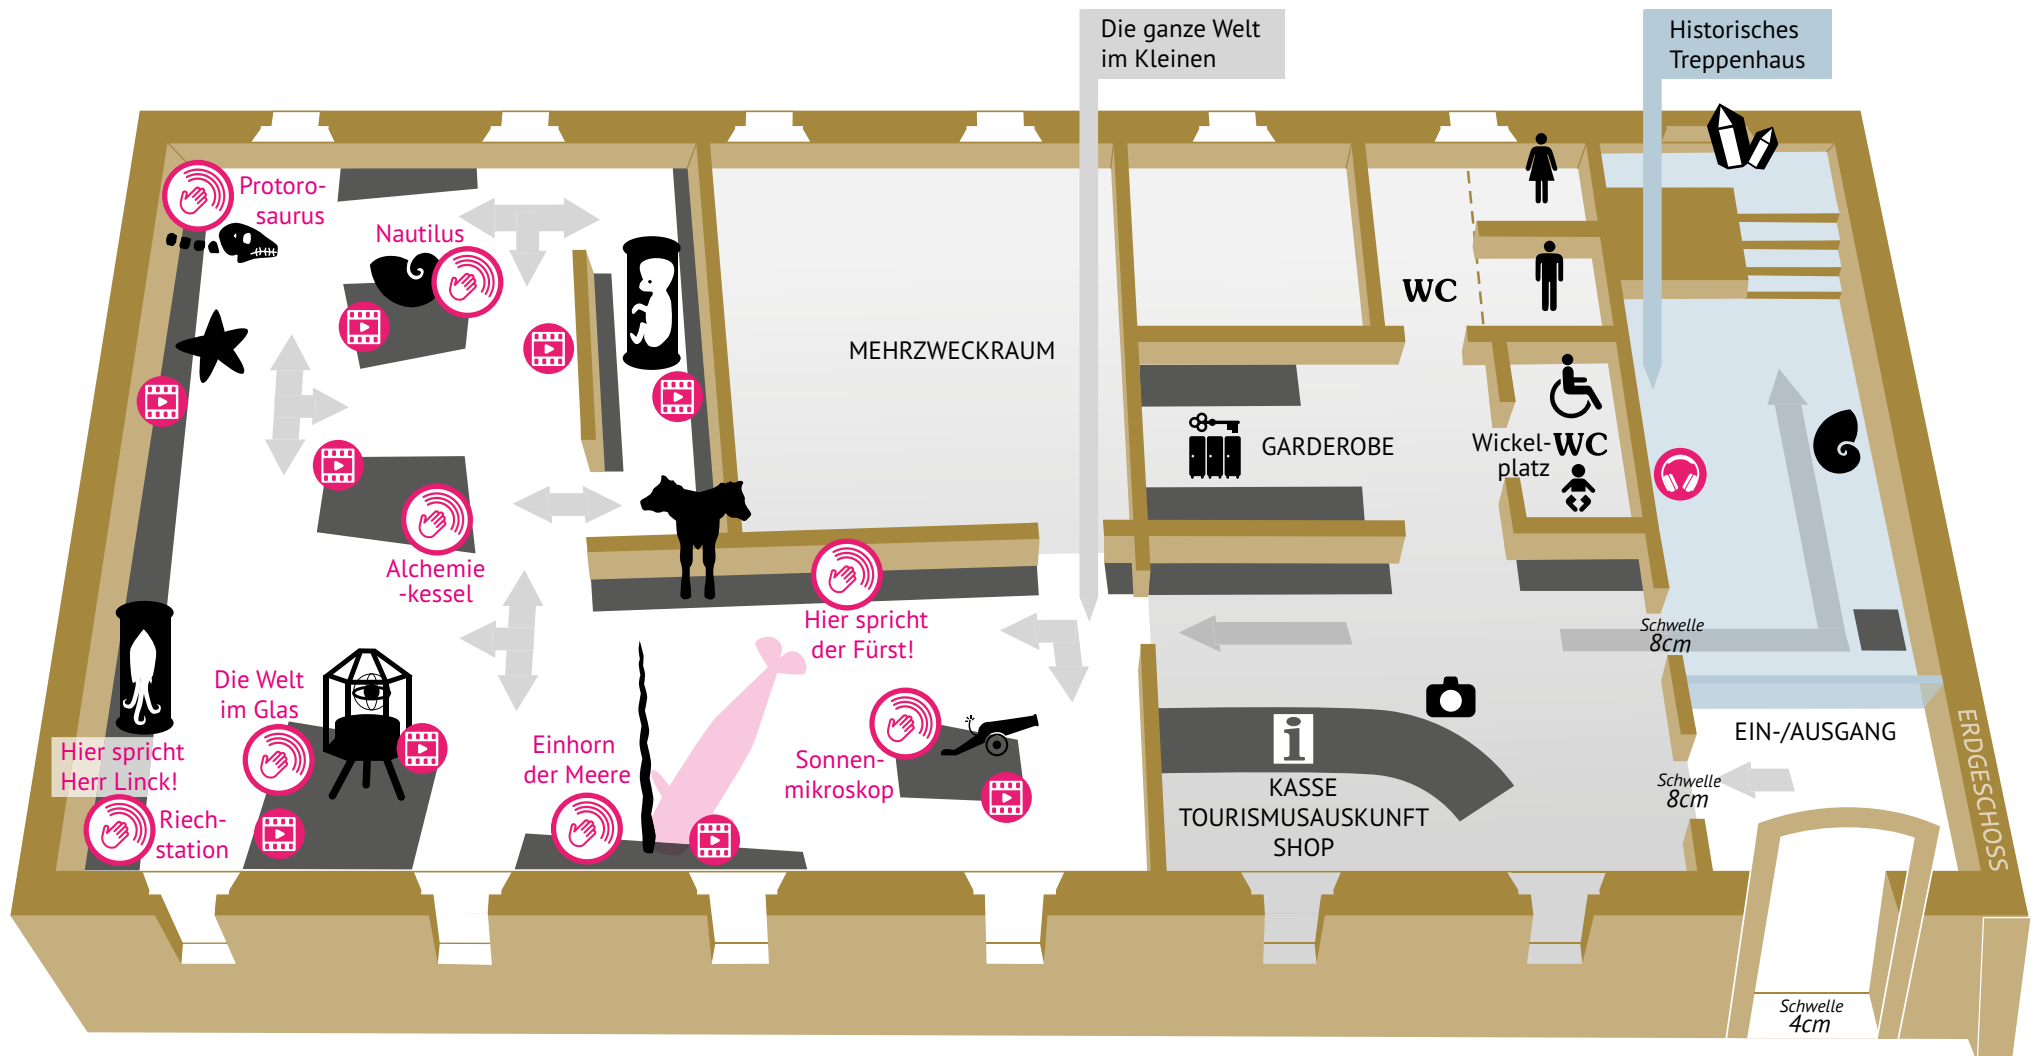 Die ganze Welt
im Kleinen
Historisches
Treppenhaus
Protoro-
saurus
Nautilus
WC
MEHRZWECKRAUM
GARDEROBE
Wickel-
platz
WC
Alchemie
-kessel
Hier spricht
der Fürst!
Schwelle
8cm
Die Welt
im Glas
Hier spricht
Herr Linck!
Einhorn
der Meere
Sonnen-
mikroskop
i
EIN-/AUSGANG
ERDGESCHOSS
Schwelle
8cm
KASSE
TOURISMUSAUSKUNFT
SHOP
Riech-
station
Schwelle
4cm